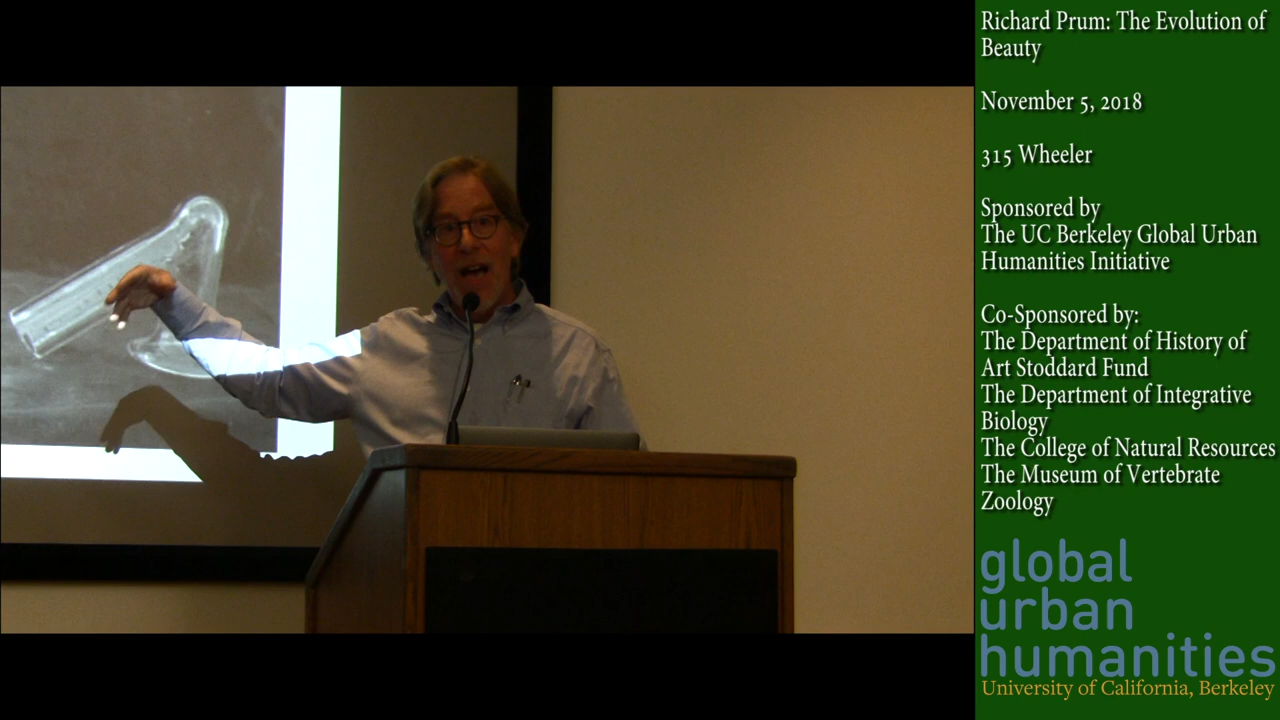 Richard Prum: The Evolution of
Beauty
November 5, 2018
315 Wheeler
Sponsored by
The UC Berkeley Global Urban
Humanities Initiative
Co-Sponsored by:
The Department of History of
Art Stoddard Fund
The Department of Integrative
Biology
The College of Natural Resources
The Museum of Vertebrate
Zoology
global
urban
humanities
University of California, Berkeley